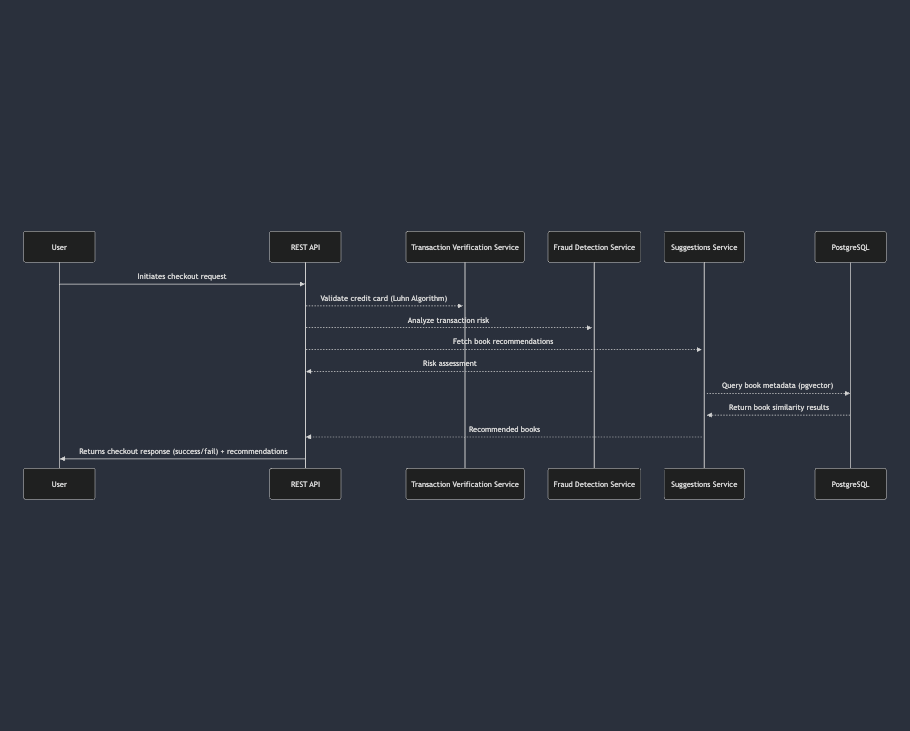 User
REST API
Transaction Verification Service
Fraud Detection Service
Suggestions Service
PostgreSQL
Initiates checkout request
Validate credit card (Luhn Algorithm)
Analyze transaction risk
Fetch book recommendations
Risk assessment
Query book metadata (pgvector)
Return book similarity results
Recommended books
Returns checkout response (success/fail) + recommendations
User
REST API
Transaction Verification Service
Fraud Detection Service
Suggestions Service
PostgreSQL